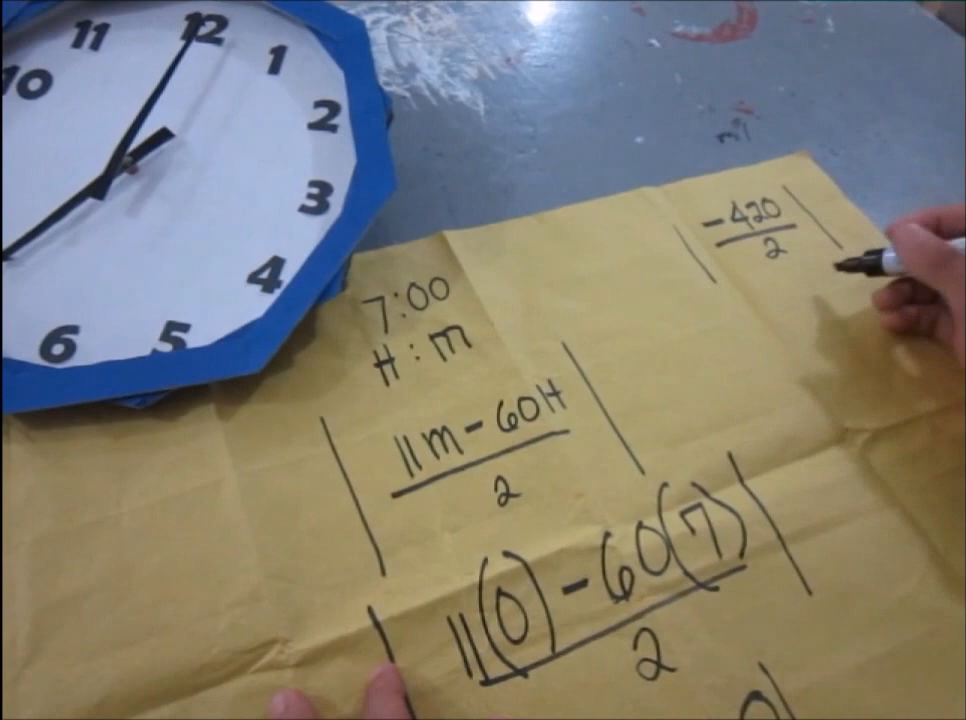 11 12 1
10 2
3
4
6 5
7:00
H:m
| 11m - 60H / 2 |
| 11(0) - 60(7) / 2 |
| -420 / 2 |